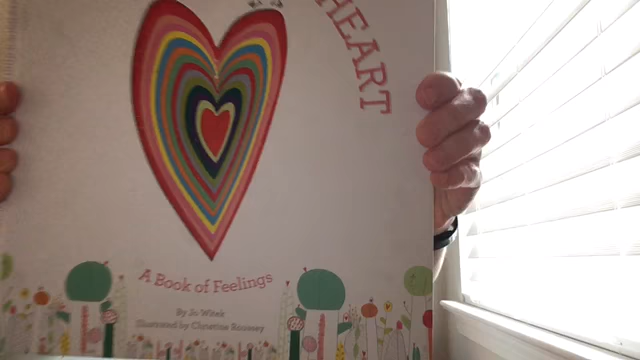 HEART
A Book of Feelings
By Jo Witek
Illustrated by Christine Roussey